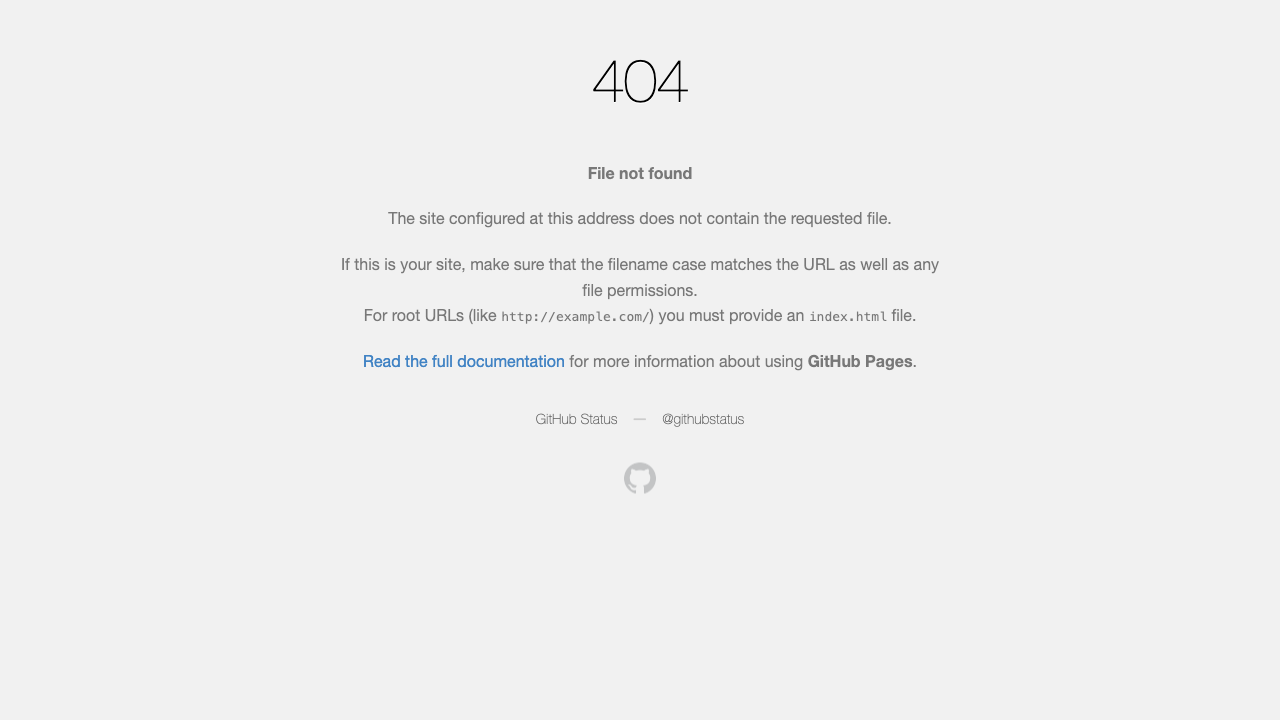 404
File not found
The site configured at this address does not contain the requested file.
If this is your site, make sure that the filename case matches the URL as well as any
file permissions.
For root URLs (like http://example.com/) you must provide an index.html file.
Read the full documentation for more information about using GitHub Pages.
GitHub Status — @githubstatus